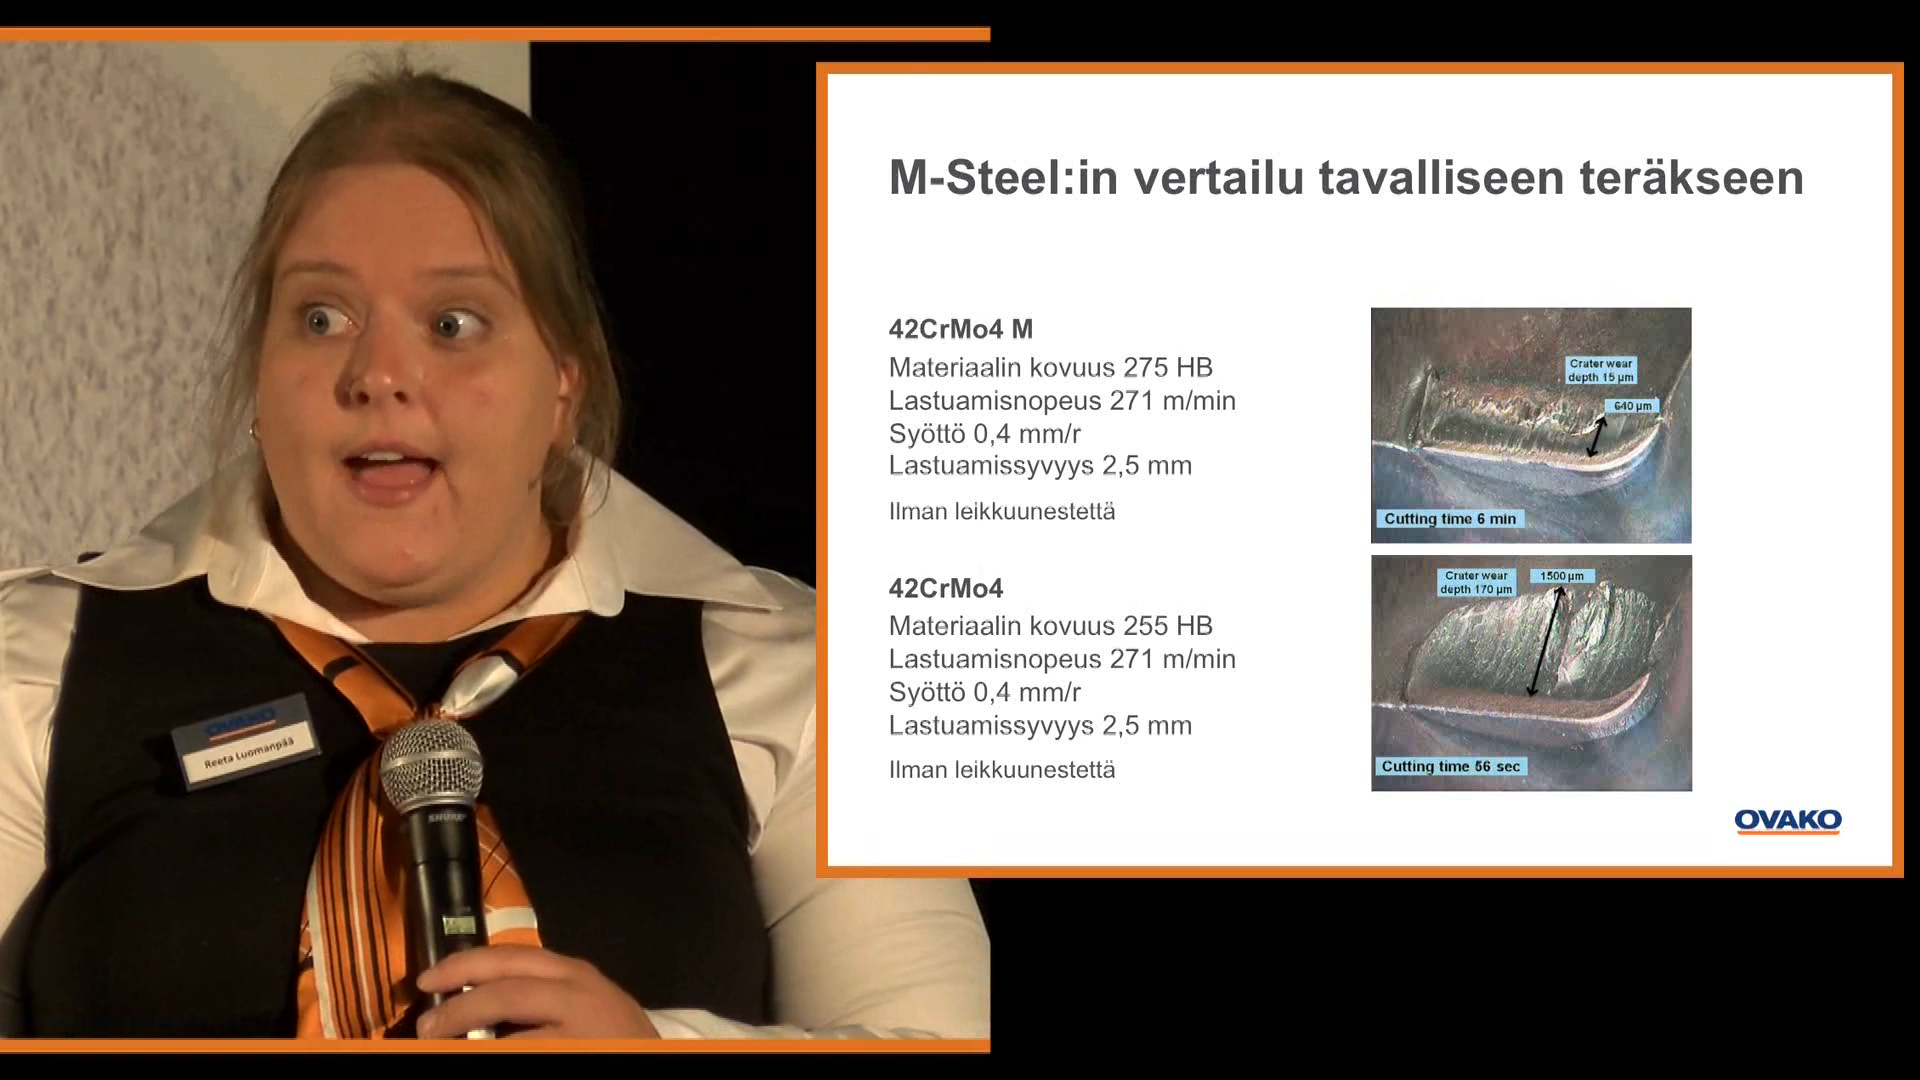 M-Steel:in vertailu tavalliseen teräkseen
42CrMo4 M
Materiaalin kovuus 275 HB
Lastuamisnopeus 271 m/min
Syöttö 0,4 mm/r
Lastuamissyvyys 2,5 mm
Ilman leikkuunestettä
Crater wear
depth 15 µm
640 µm
Cutting time 6 min
42CrMo4
Materiaalin kovuus 255 HB
Lastuamisnopeus 271 m/min
Syöttö 0,4 mm/r
Lastuamissyvyys 2,5 mm
Ilman leikkuunestettä
Crater wear
depth 170 µm
1500 µm
Cutting time 56 sec
OVAKO
OVAKO
Reeta Luomanpää
SHURE